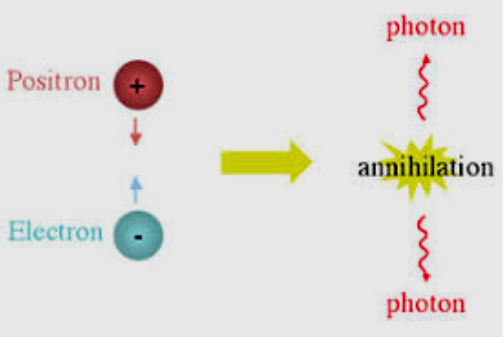 photon
Positron
+
annihilation
Electron
-
photon